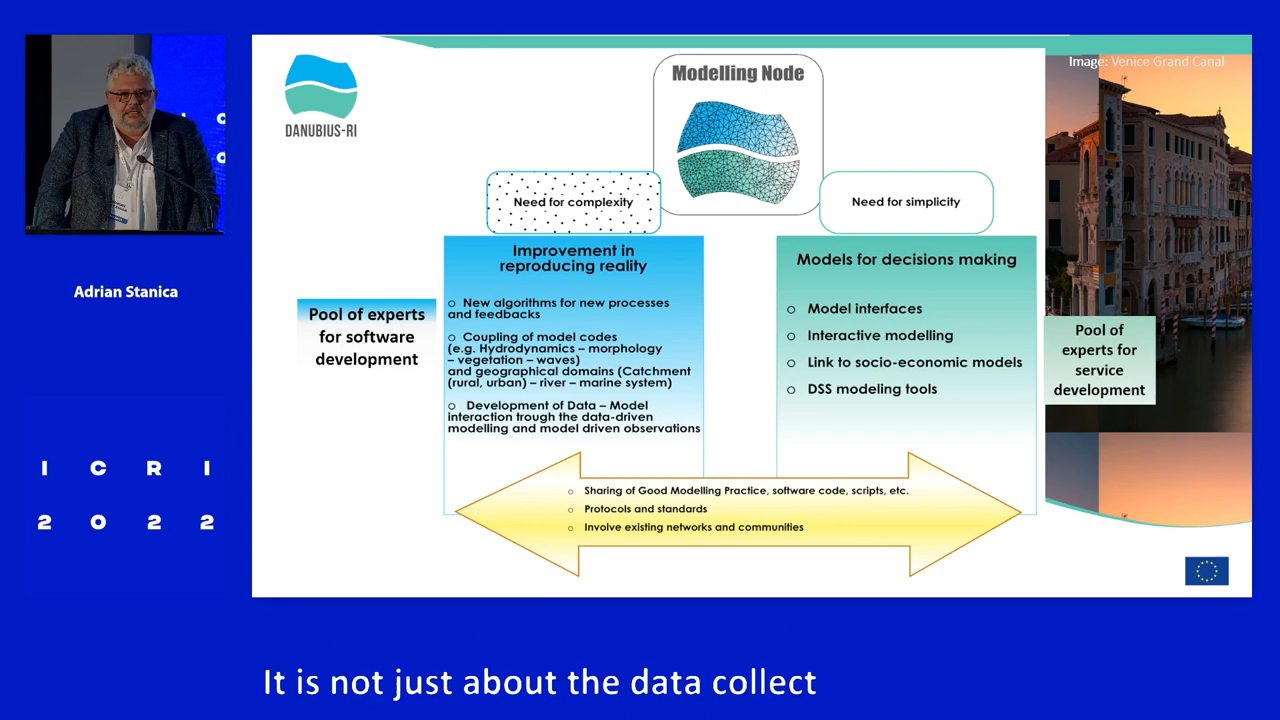 Image: Venice Grand Canal
Modelling Node
DANUBIUS-RI
Need for complexity
Need for simplicity
Improvement in
reproducing reality
Models for decisions making
Pool of experts
for software
development
o New algorithms for new processes
and feedbacks
o Coupling of model codes
(e.g. Hydrodynamics – morphology
– vegetation – waves)
and geographical domains (Catchment
(rural, urban) – river – marine system)
o Development of Data – Model
interaction trough the data-driven
modelling and model driven observations
o Model interfaces
o Interactive modelling
o Link to socio-economic models
o DSS modeling tools
Pool of
experts for
service
development
o Sharing of Good Modelling Practice, software code, scripts, etc.
o Protocols and standards
o Involve existing networks and communities
Adrian Stanica
I C R I
2 0 2 2
It is not just about the data collect